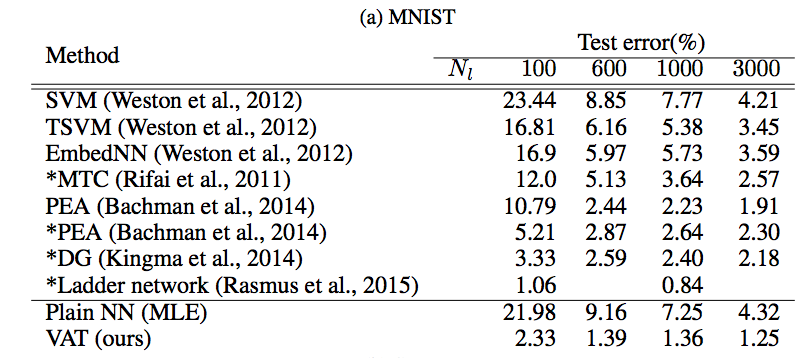 (a) MNIST
Method Test error(%)
N_l 100 600 1000 3000
SVM (Weston et al., 2012) 23.44 8.85 7.77 4.21
TSVM (Weston et al., 2012) 16.81 6.16 5.38 3.45
EmbedNN (Weston et al., 2012) 16.9 5.97 5.73 3.59
*MTC (Rifai et al., 2011) 12.0 5.13 3.64 2.57
PEA (Bachman et al., 2014) 10.79 2.44 2.23 1.91
*PEA (Bachman et al., 2014) 5.21 2.87 2.64 2.30
*DG (Kingma et al., 2014) 3.33 2.59 2.40 2.18
*Ladder network (Rasmus et al., 2015) 1.06 0.84
Plain NN (MLE) 21.98 9.16 7.25 4.32
VAT (ours) 2.33 1.39 1.36 1.25